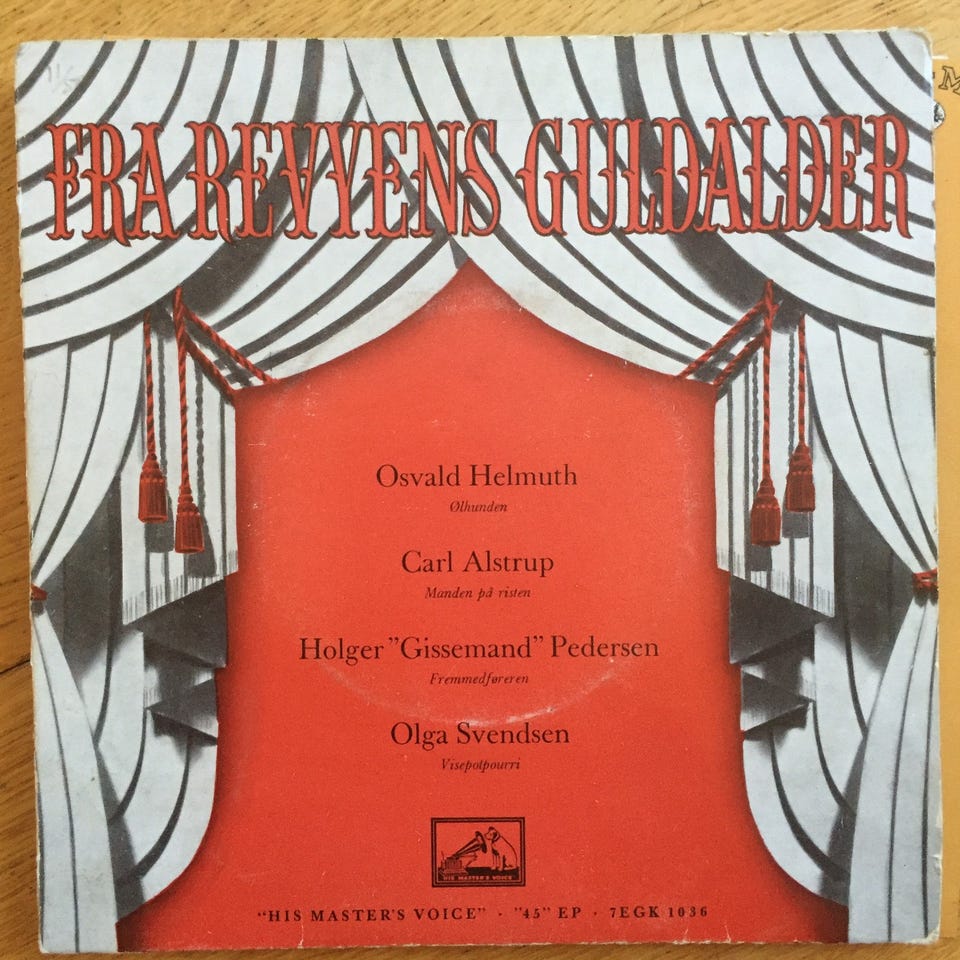 FRA REVYENS GULDALDER
Osvald Helmuth
Ølhunden
Carl Alstrup
Manden på risten
Holger "Gissemand" Pedersen
Fremmedføreren
Olga Svendsen
Visepotpourri
HIS MASTER'S VOICE
"HIS MASTER'S VOICE" · "45" EP · 7EGK 1036